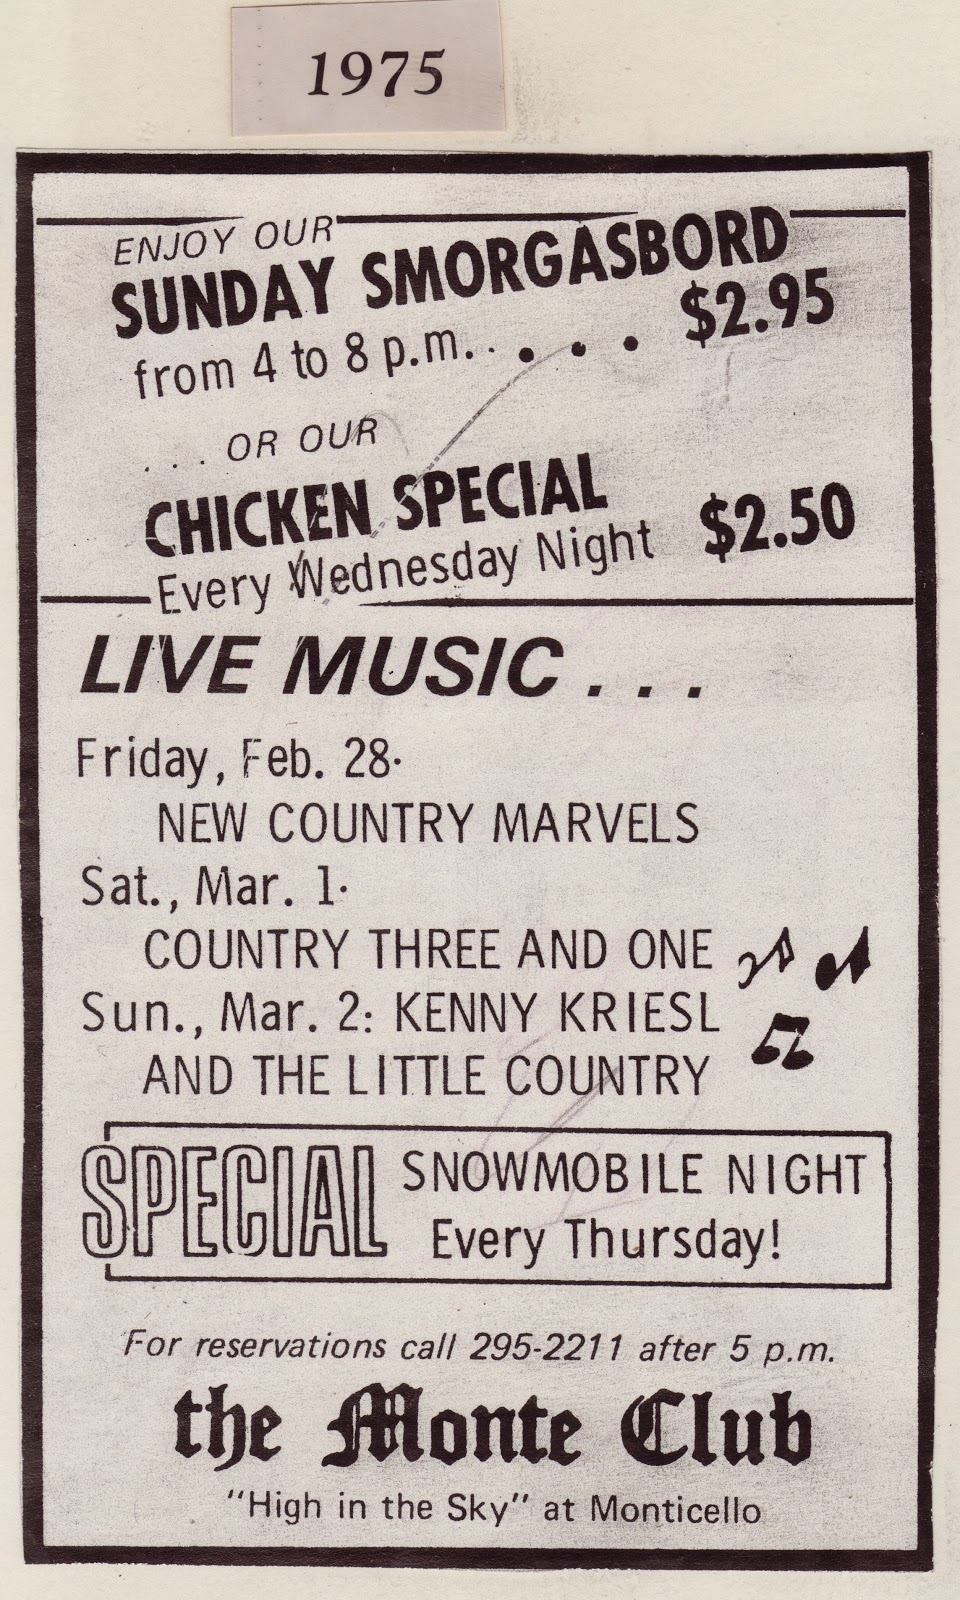 1975
ENJOY OUR
SUNDAY SMORGASBORD
from 4 to 8 p.m. . . . . $2.95
. . . OR OUR
CHICKEN SPECIAL
Every Wednesday Night $2.50
LIVE MUSIC . . .
Friday, Feb. 28·
NEW COUNTRY MARVELS
Sat., Mar. 1·
COUNTRY THREE AND ONE
Sun., Mar. 2: KENNY KRIESL
AND THE LITTLE COUNTRY
SPECIAL SNOWMOBILE NIGHT
Every Thursday!
For reservations call 295-2211 after 5 p.m.
the Monte Club
"High in the Sky" at Monticello